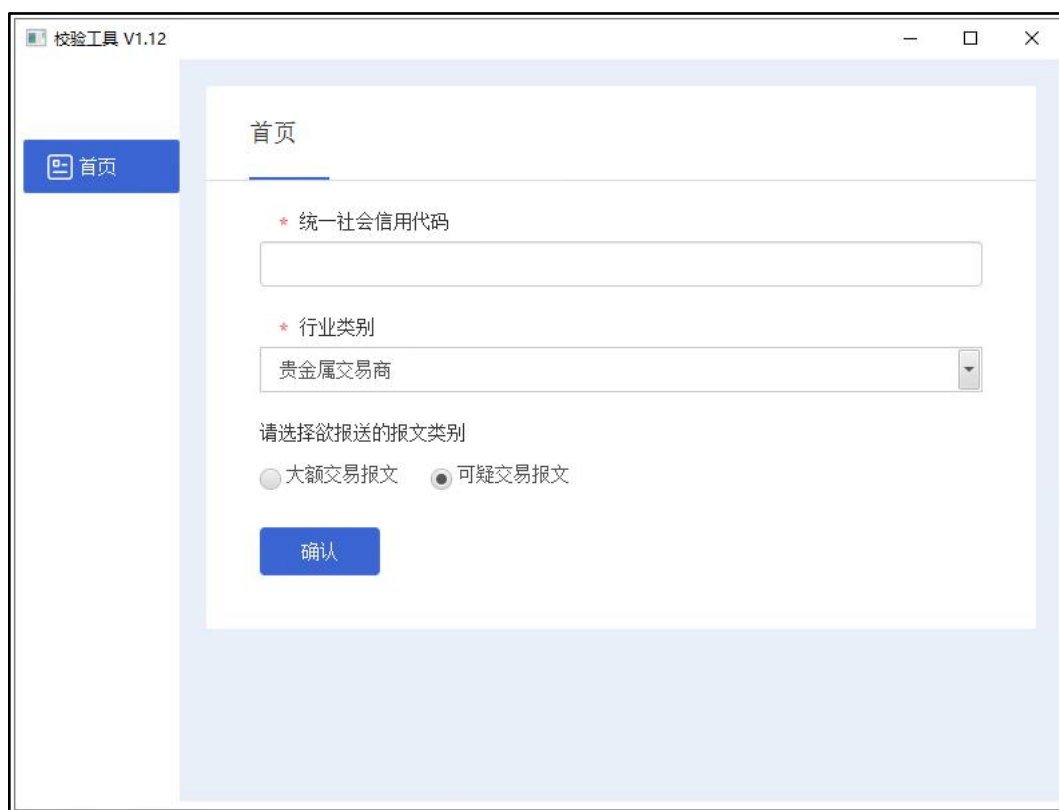 校验工具 V1.12
首页
首页
* 统一社会信用代码
* 行业类别
贵金属交易商
请选择欲报送的报文类别
大额交易报文 可疑交易报文
确认